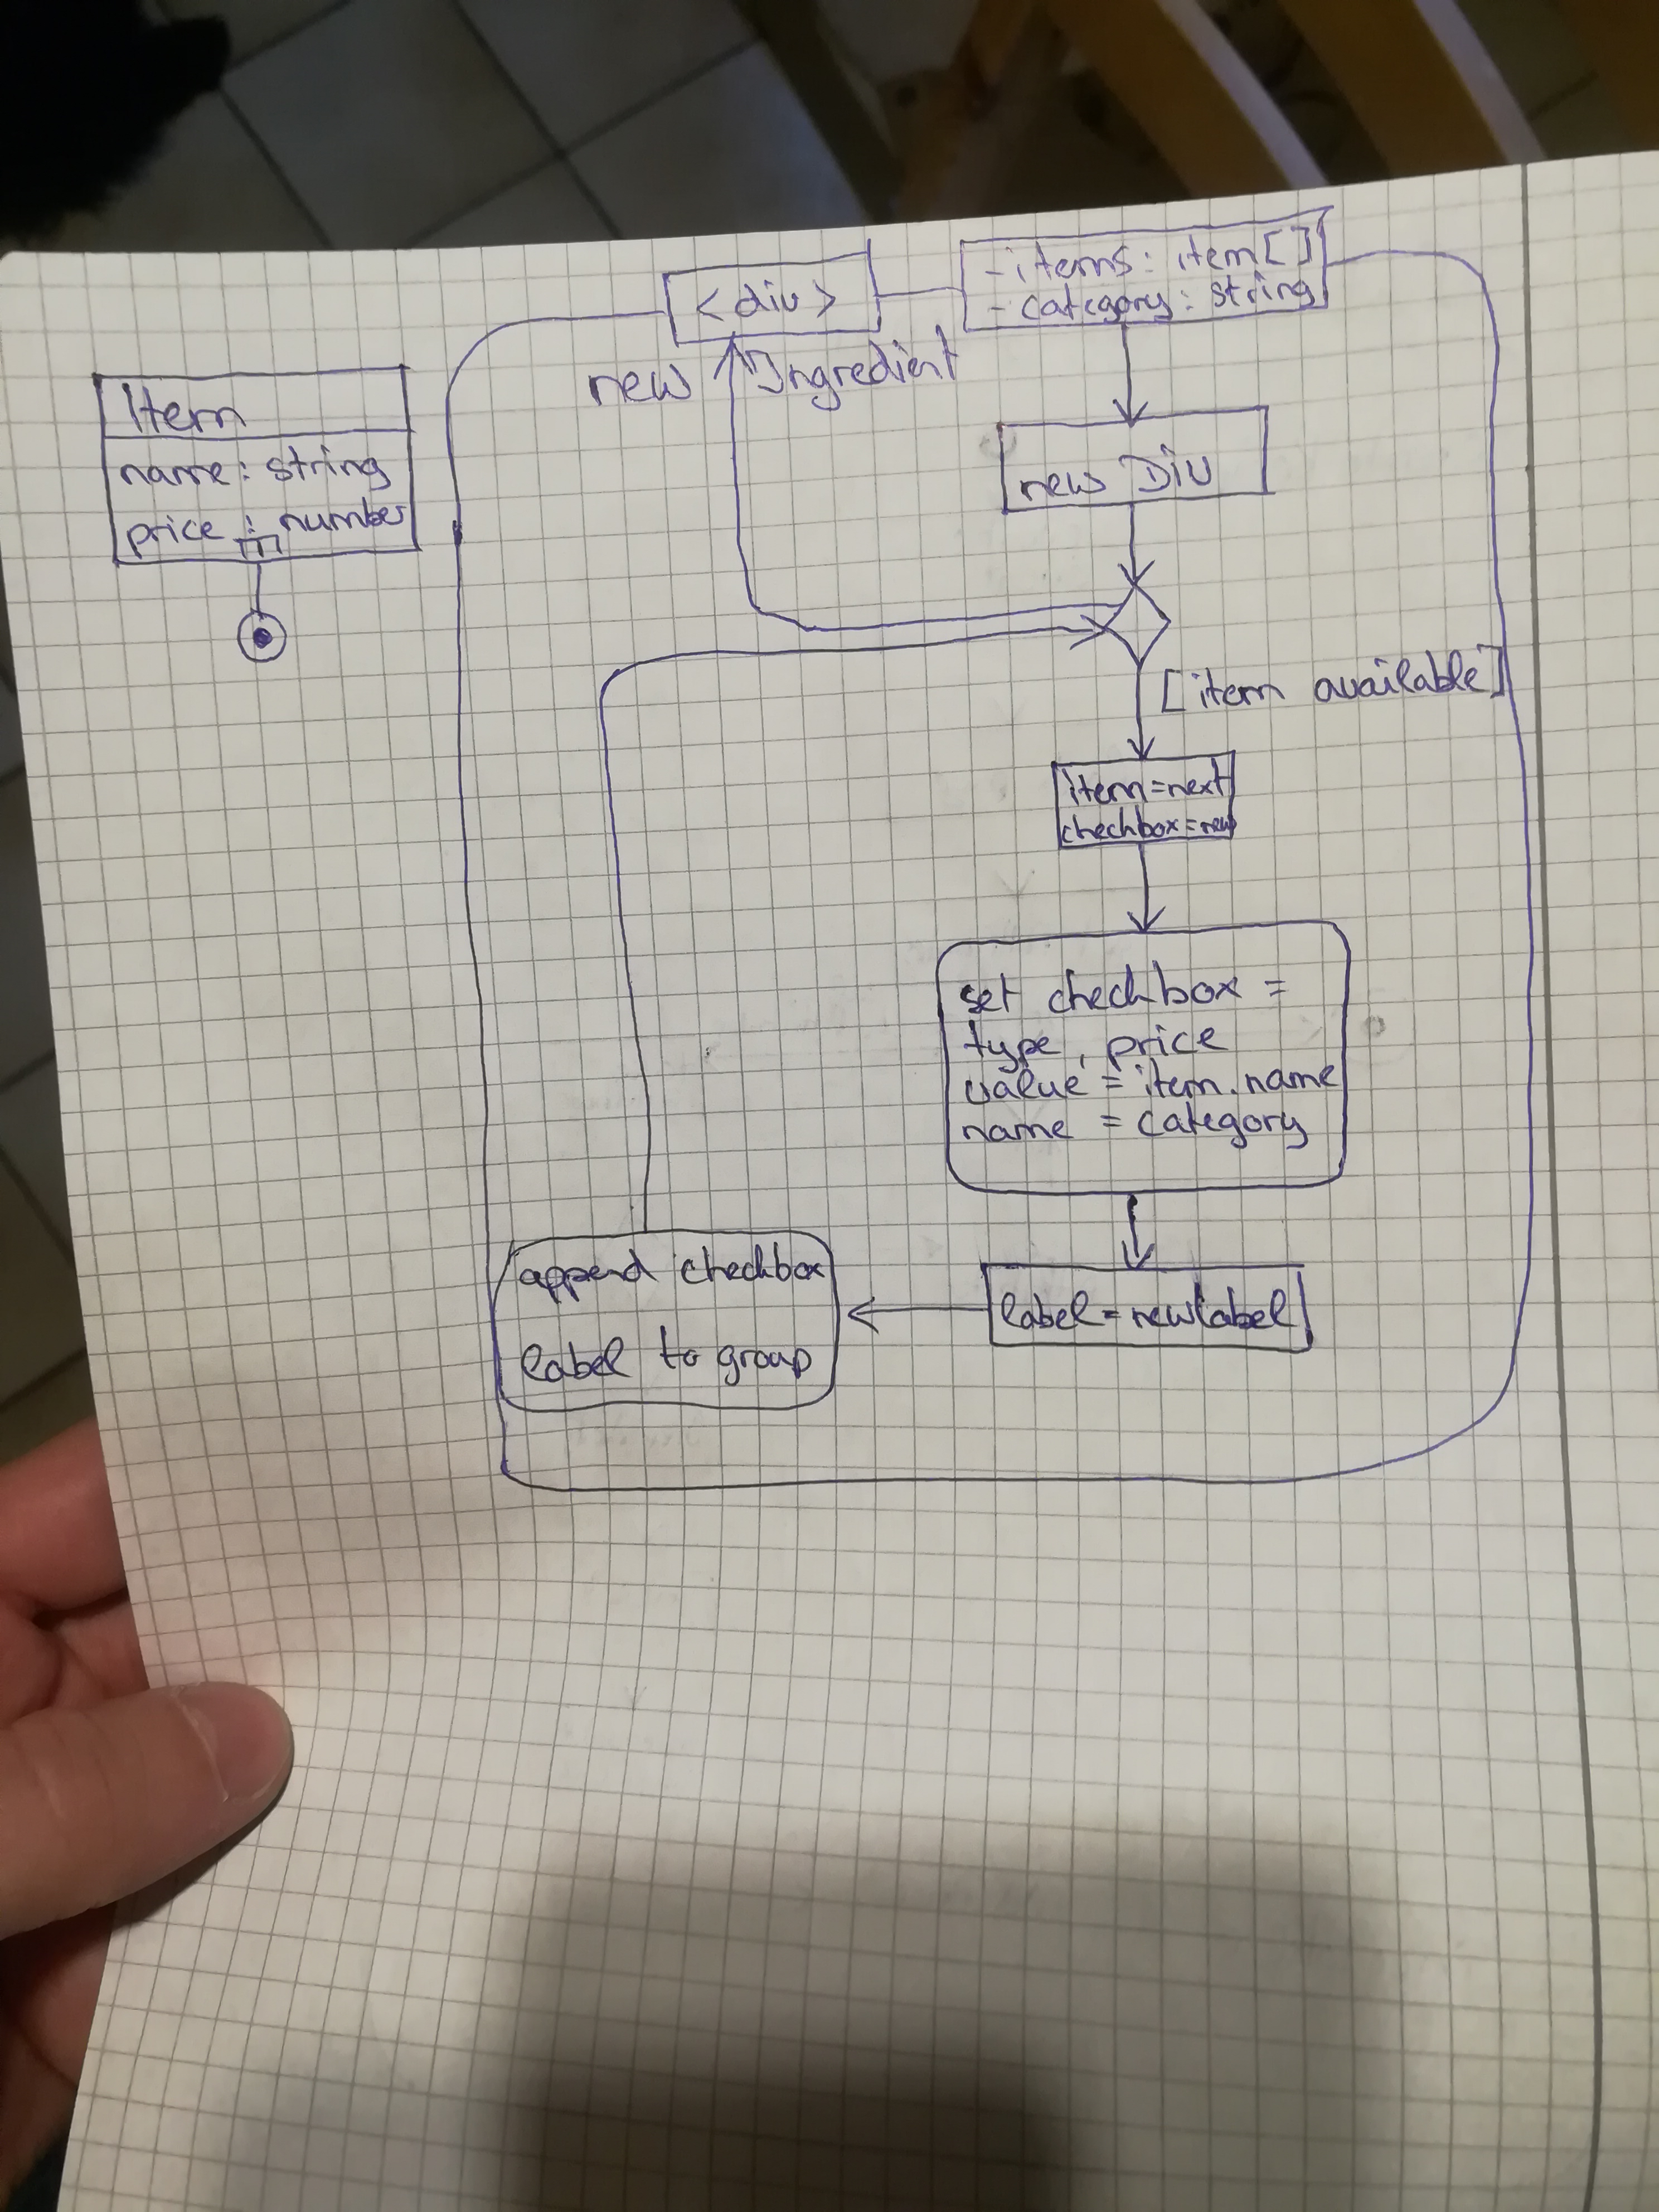 <div>
- items: item[]
- category: string
new Ingredient
Item
name: string
price: number
new Div
[item available]
item=next
checkbox=new
set checkbox =
type, price
value = item.name
name = category
label=newlabel
append checkbox
label to group